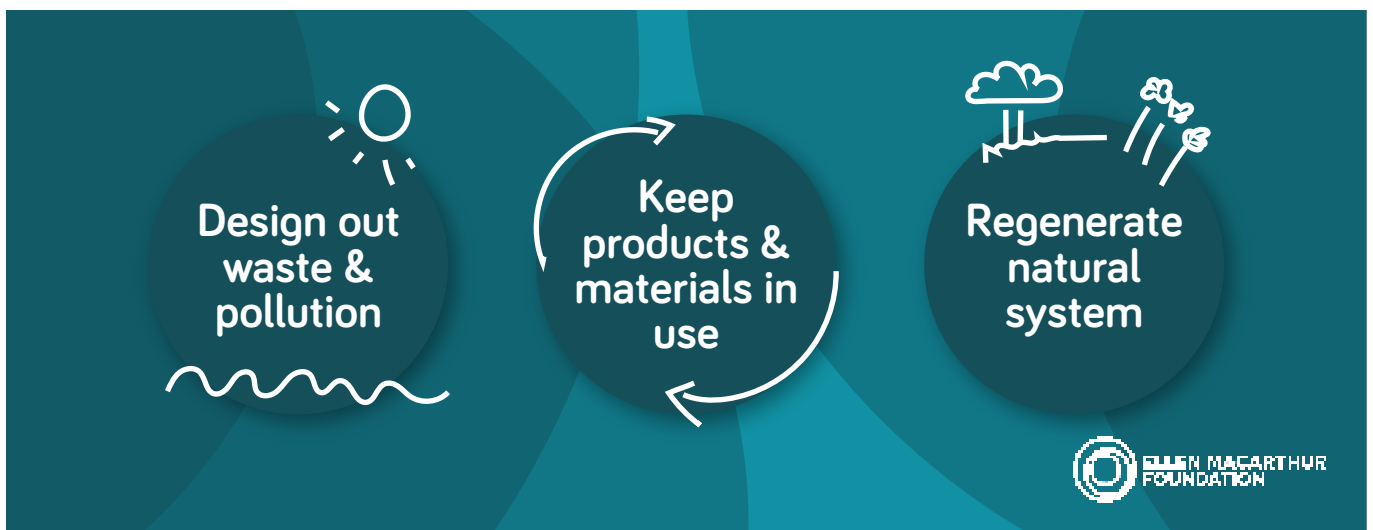 Design out
waste &
pollution
Keep
products &
materials in
use
Regenerate
natural
system
ELLEN MACARTHUR
FOUNDATION